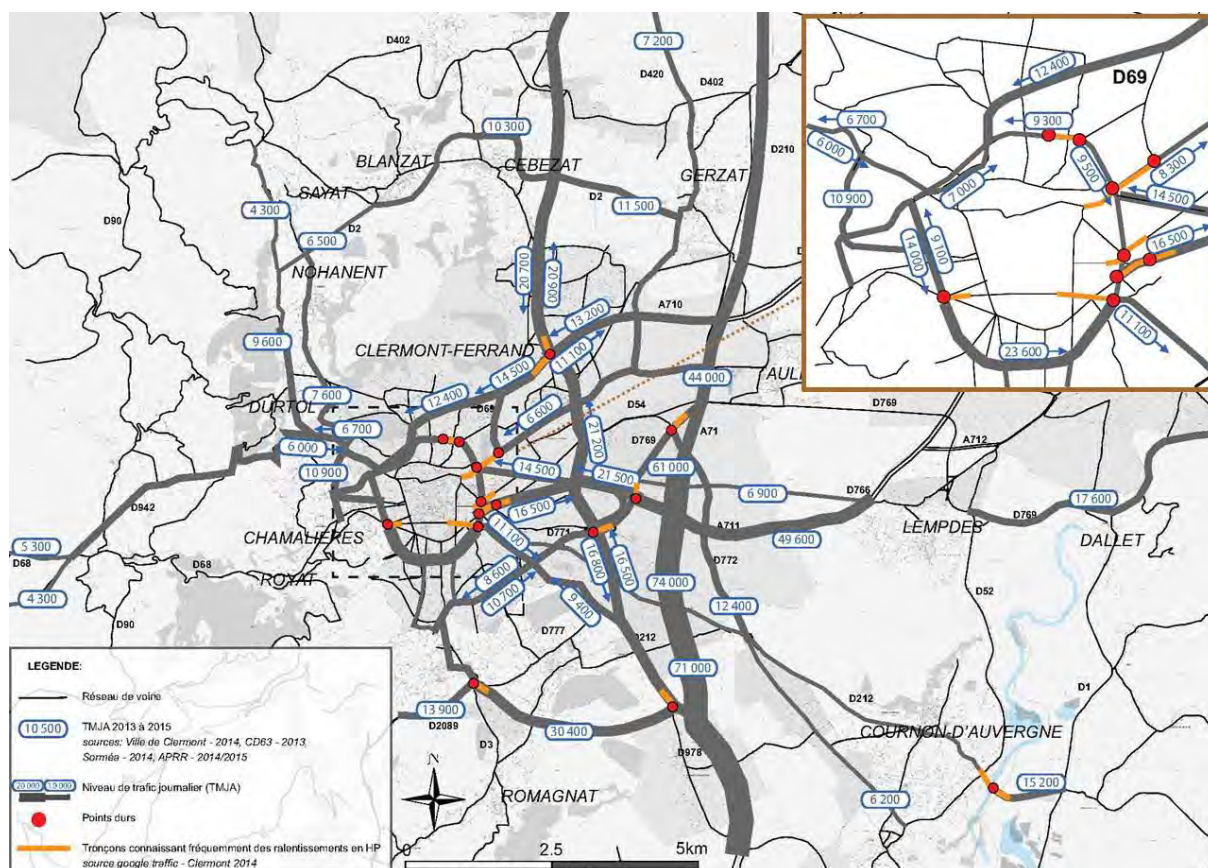 7 200
D402
D420
D402
10 300
BLANZAT
CEBEZAT
D210
GERZAT
SAYAT
D90
4 300
D2
11 500
D2
6 500
NOHANENT
20 700
20 900
A710
13 200
9 600
CLERMONT-FERRAND
11 100
14 500
44 000
7 600
12 400
D69
DURTOL
6 600
D54
D769
6 700
21 200
D769
A71
A712
6 000
10 900
14 500
21 500
61 000
6 900
D766
17 600
D942
16 500
A711
LEMPDES
D769
CHAMALIERES
11 100
D771
49 600
DALLET
5 300
D68
D68
16 800
16 500
D772
ROYAT
8 600
74 000
4 300
10 700
9 400
12 400
D52
D90
D777
D212
71 000
D212
D1
13 900
COURNON-D'AUVERGNE
D2089
30 400
D3
D978
15 200
ROMAGNAT
6 200
N
0 2.5 5km
12 400
D69
6 700
9 300
6 000
9 500
8 300
7 000
14 500
10 900
16 500
14 000
9 100
11 100
23 600
LEGENDE:
Réseau de voirie
10 500
TMJA 2013 à 2015
sources: Ville de Clermont - 2014, CD63 - 2013,
Sorméa - 2014, APRR - 2014/2015
20 000
Niveau de trafic journalier (TMJA)
Points durs
Tronçons connaissant fréquemment des ralentissements en HP
source google traffic - Clermont 2014